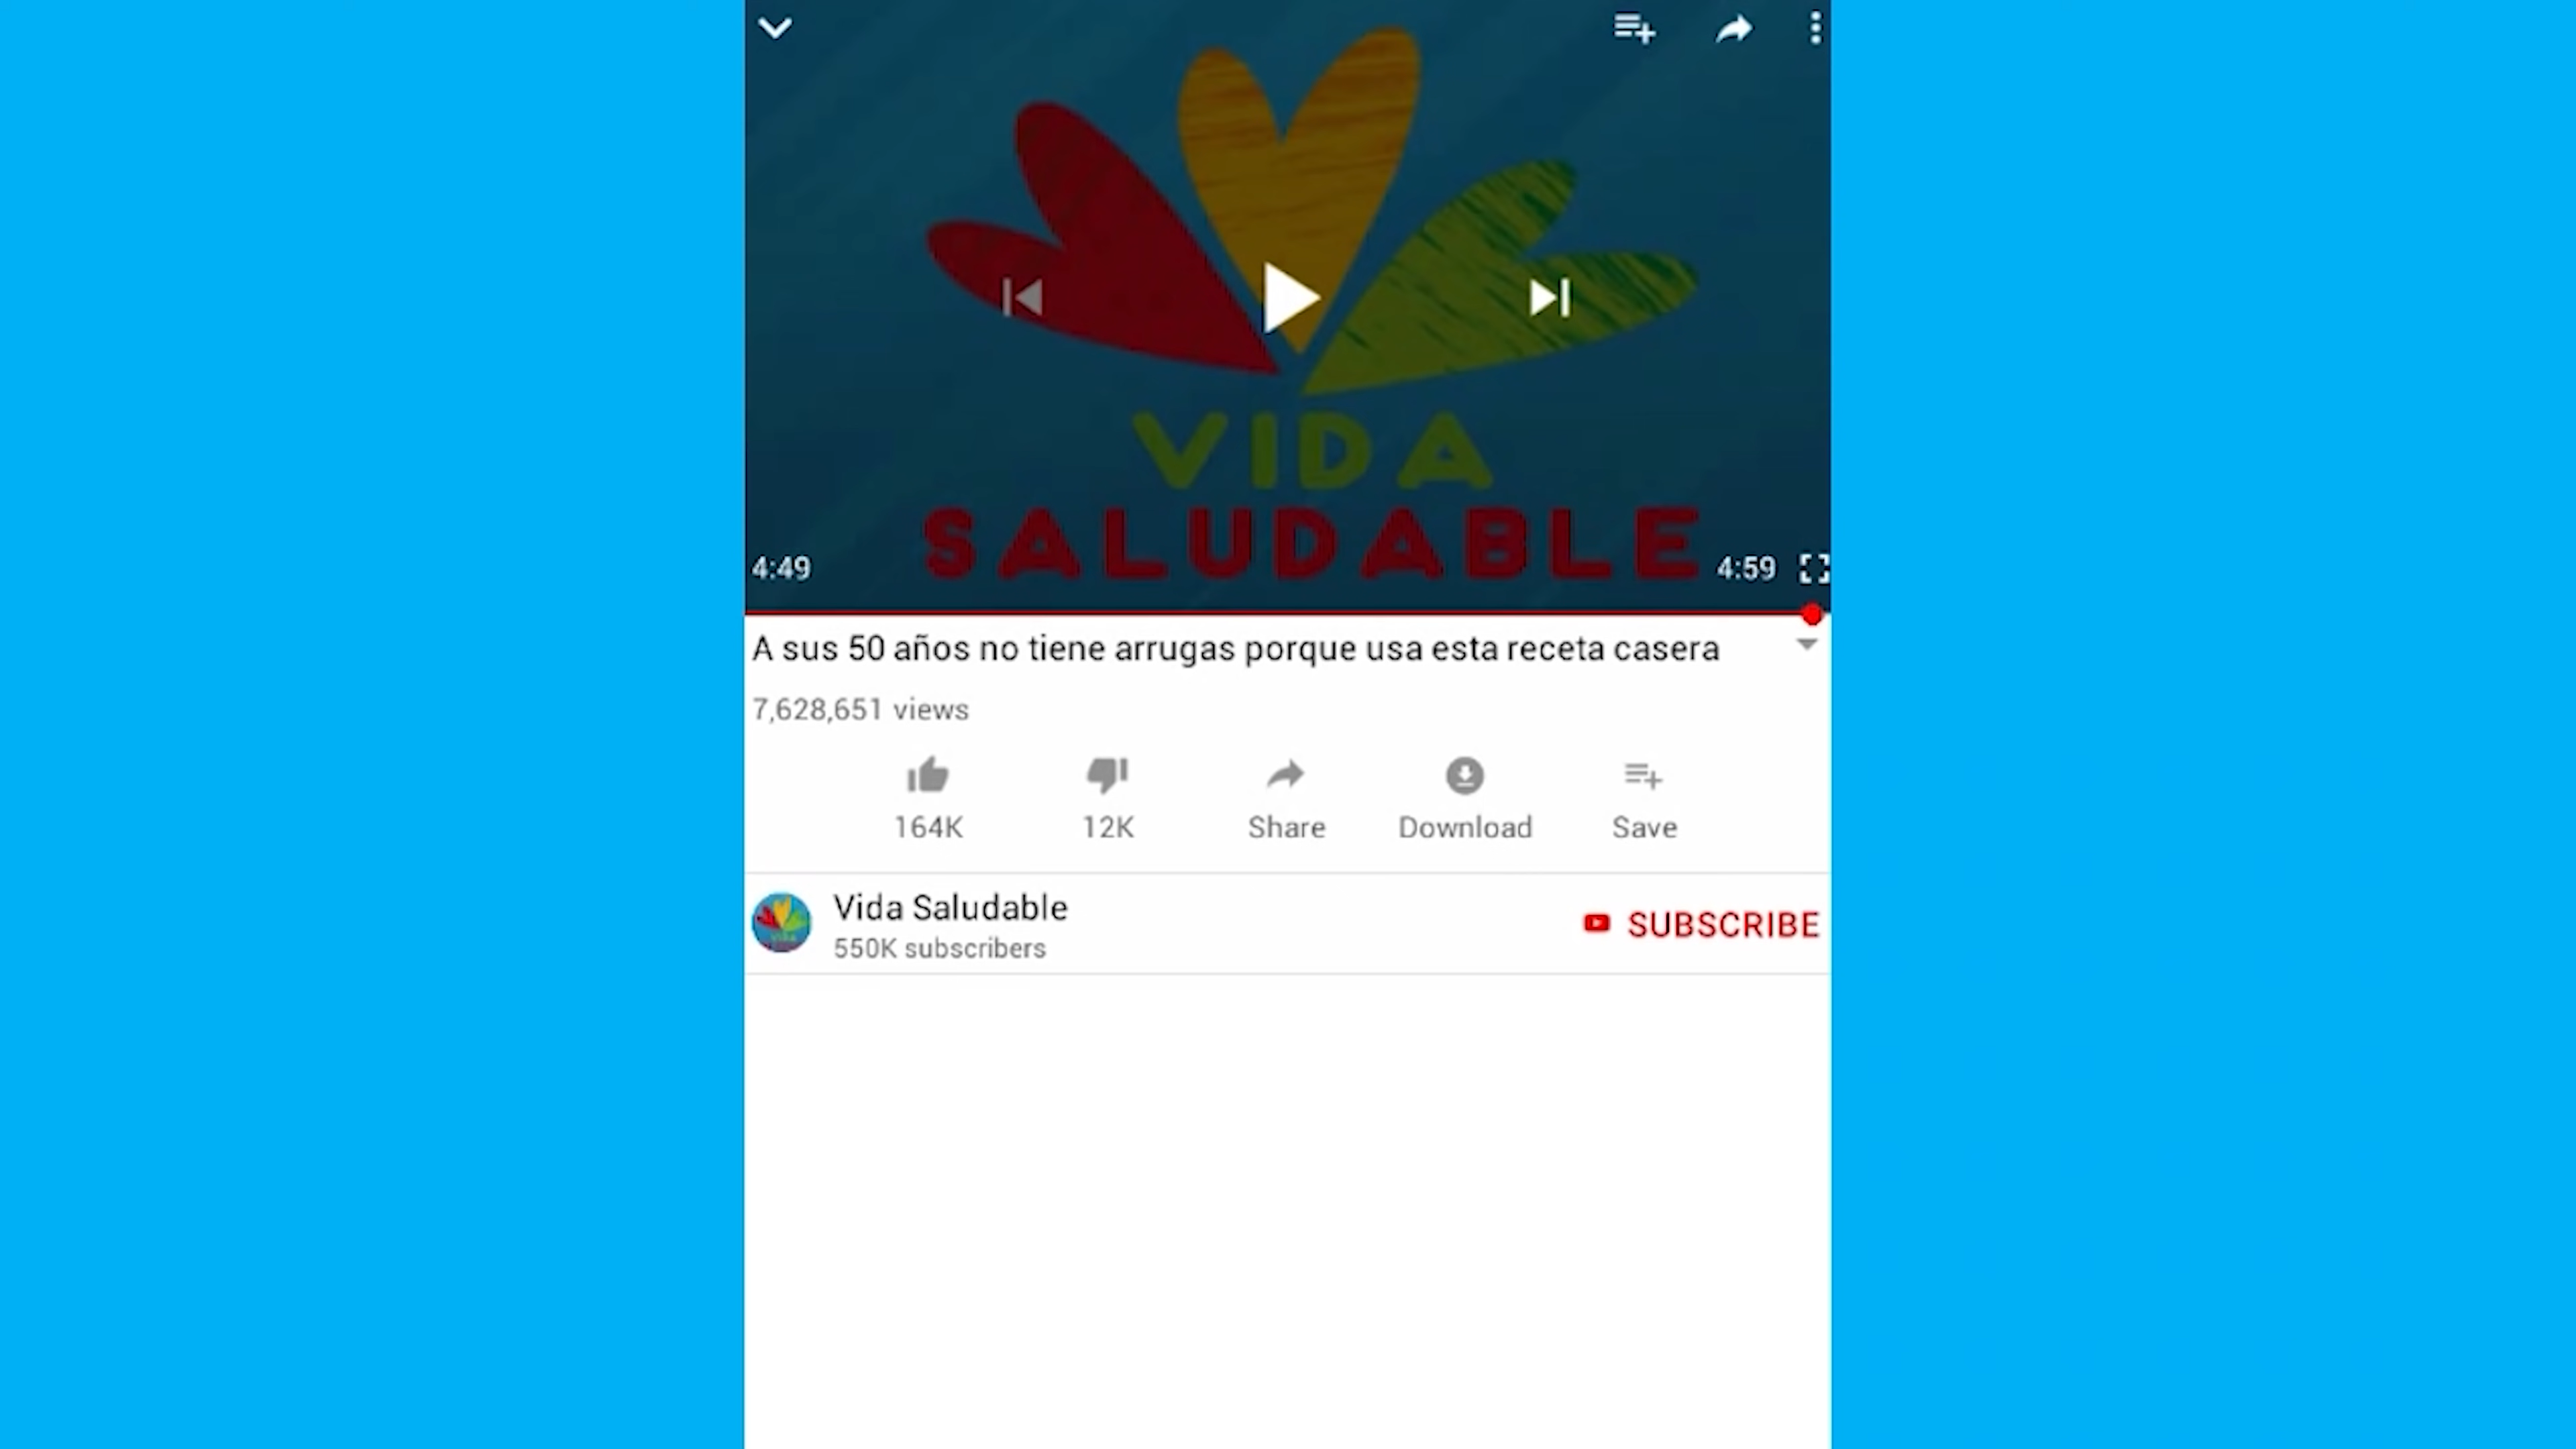 VIDA
SALUDABLE
4:49
4:59
A sus 50 años no tiene arrugas porque usa esta receta casera
7,628,651 views
164K
12K
Share
Download
Save
Vida Saludable
550K subscribers
SUBSCRIBE